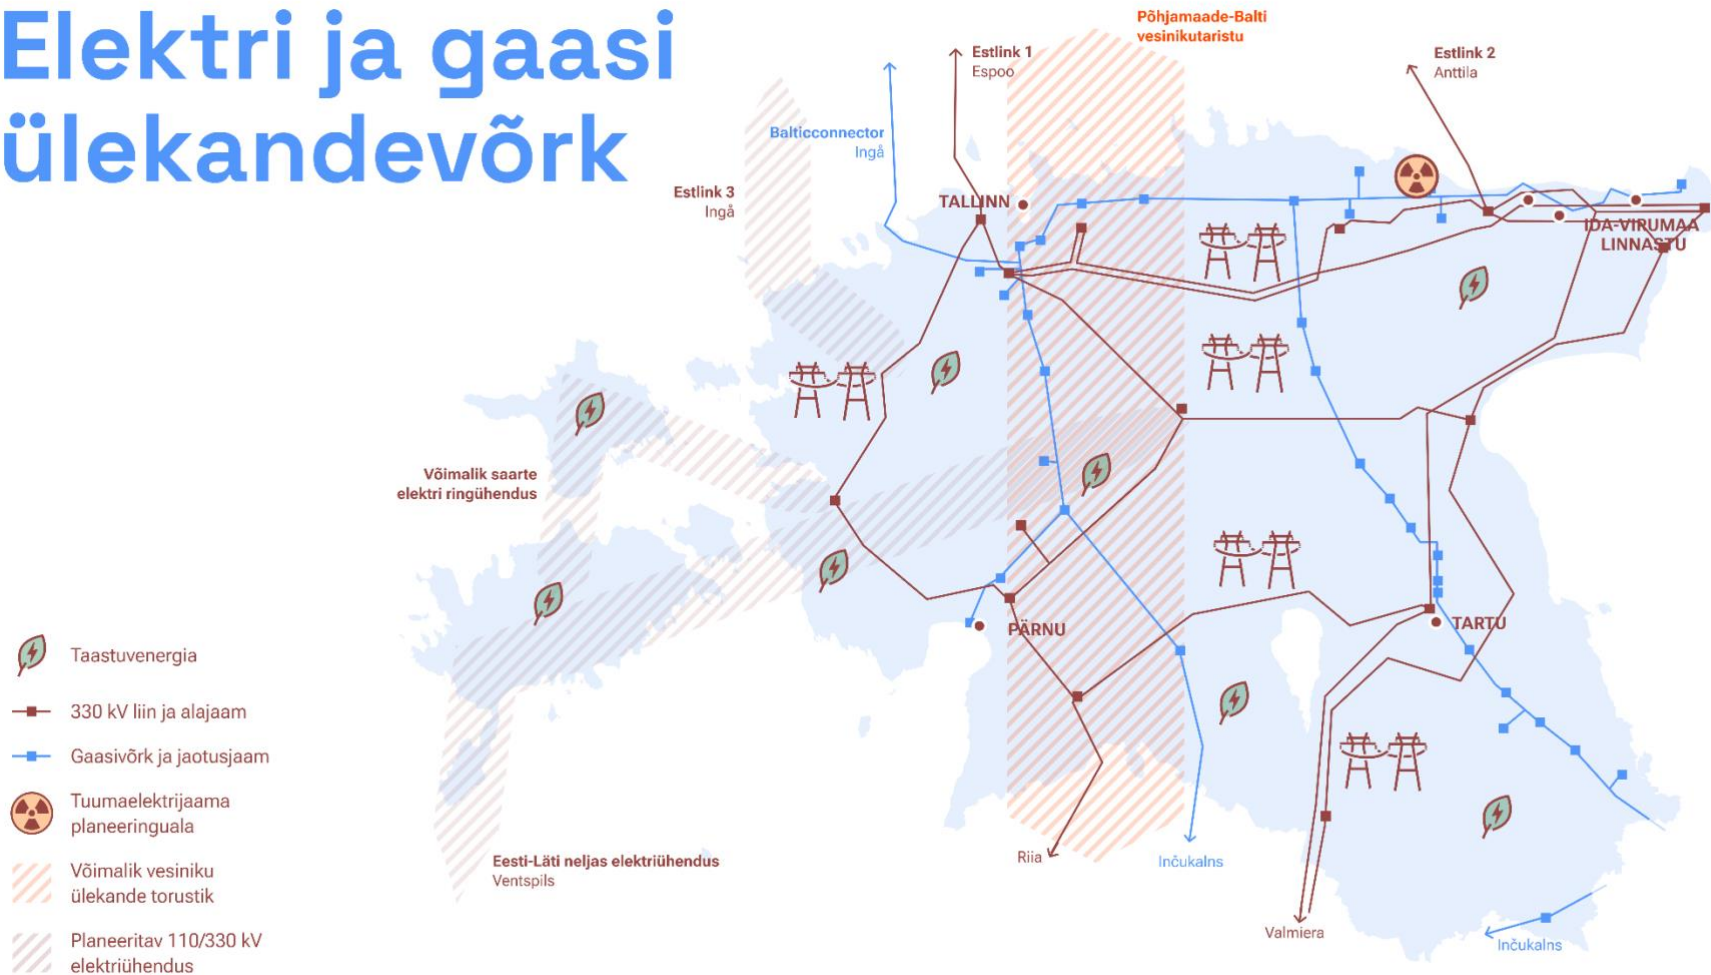 Elektri ja gaasi
ülekandevõrk
Põhjamaade-Balti
vesinikutaristu
Estlink 1
Espoo
Estlink 2
Anttila
Balticconnector
Ingå
Estlink 3
Ingå
TALLINN
IDA-VIRUMAA
LINNASTU
Võimalik saarte
elektri ringühendus
PÄRNU
TARTU
Taastuvenergia
330 kV liin ja alajaam
Gaasivõrk ja jaotusjaam
Tuumaelektrijaama
planeeringuala
Võimalik vesiniku
ülekande torustik
Planeeritav 110/330 kV
elektriühendus
Eesti-Läti neljas elektriühendus
Ventspils
Riia
Inčukalns
Valmiera
Inčukalns